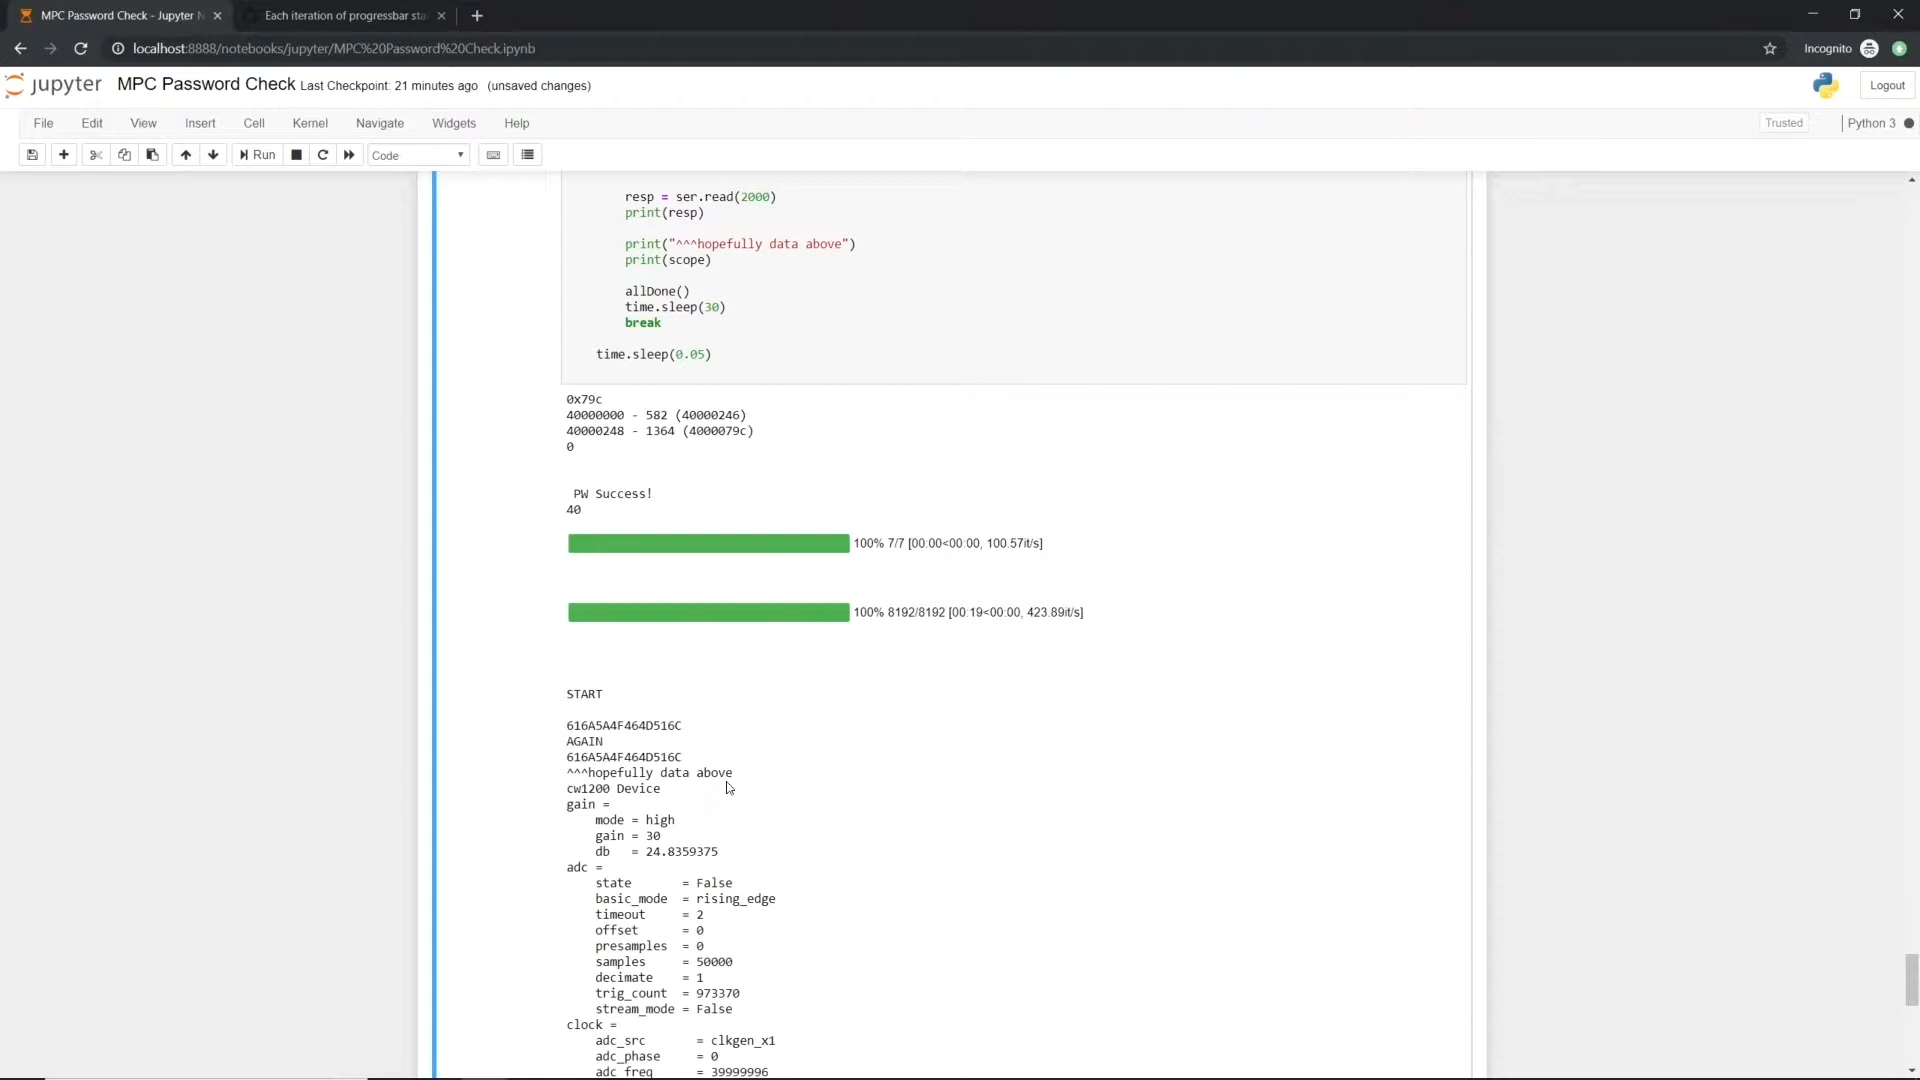 MPC Password Check - Jupyter N
Each iteration of progressbar sta
localhost:8888/notebooks/jupyter/MPC%20Password%20Check.ipynb
Incognito
jupyter MPC Password Check Last Checkpoint: 21 minutes ago (unsaved changes)
Logout
File Edit View Insert Cell Kernel Navigate Widgets Help
Trusted
Python 3
Run
Code
resp = ser.read(2000)
print(resp)
print("^^^hopefully data above")
print(scope)
allDone()
time.sleep(30)
break
time.sleep(0.05)
0x79c
40000000 - 582 (40000246)
40000248 - 1364 (4000079c)
0
PW Success!
40
100% 7/7 [00:00<00:00, 100.57it/s]
100% 8192/8192 [00:19<00:00, 423.89it/s]
START
616A5A4F464D516C
AGAIN
616A5A4F464D516C
^^^hopefully data above
cw1200 Device
gain =
mode = high
gain = 30
db = 24.8359375
adc =
state = False
basic_mode = rising_edge
timeout = 2
offset = 0
presamples = 0
samples = 50000
decimate = 1
trig_count = 973370
stream_mode = False
clock =
adc_src = clkgen_x1
adc_phase = 0
adc_freq = 39999996